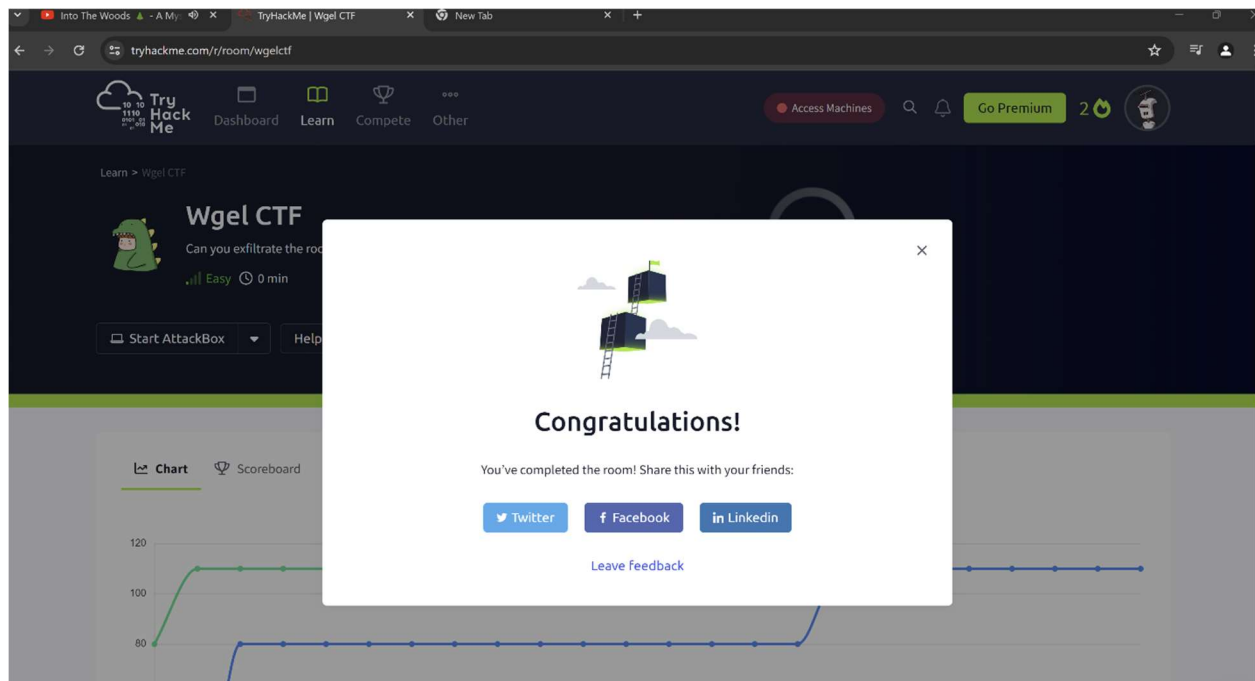 Into The Woods 🌲 - A My
TryHackMe | Wgel CTF
New Tab
tryhackme.com/r/room/wgelctf
Try
Hack
Me
10 10
1110
Dashboard
Learn
Compete
Other
Access Machines
Go Premium
2
Learn > Wgel CTF
Wgel CTF
Can you exfiltrate the roo
Easy 0 min
Start AttackBox
Help
Congratulations!
You've completed the room! Share this with your friends:
Twitter
Facebook
in Linkedin
Leave feedback
Chart
Scoreboard
120
100
80